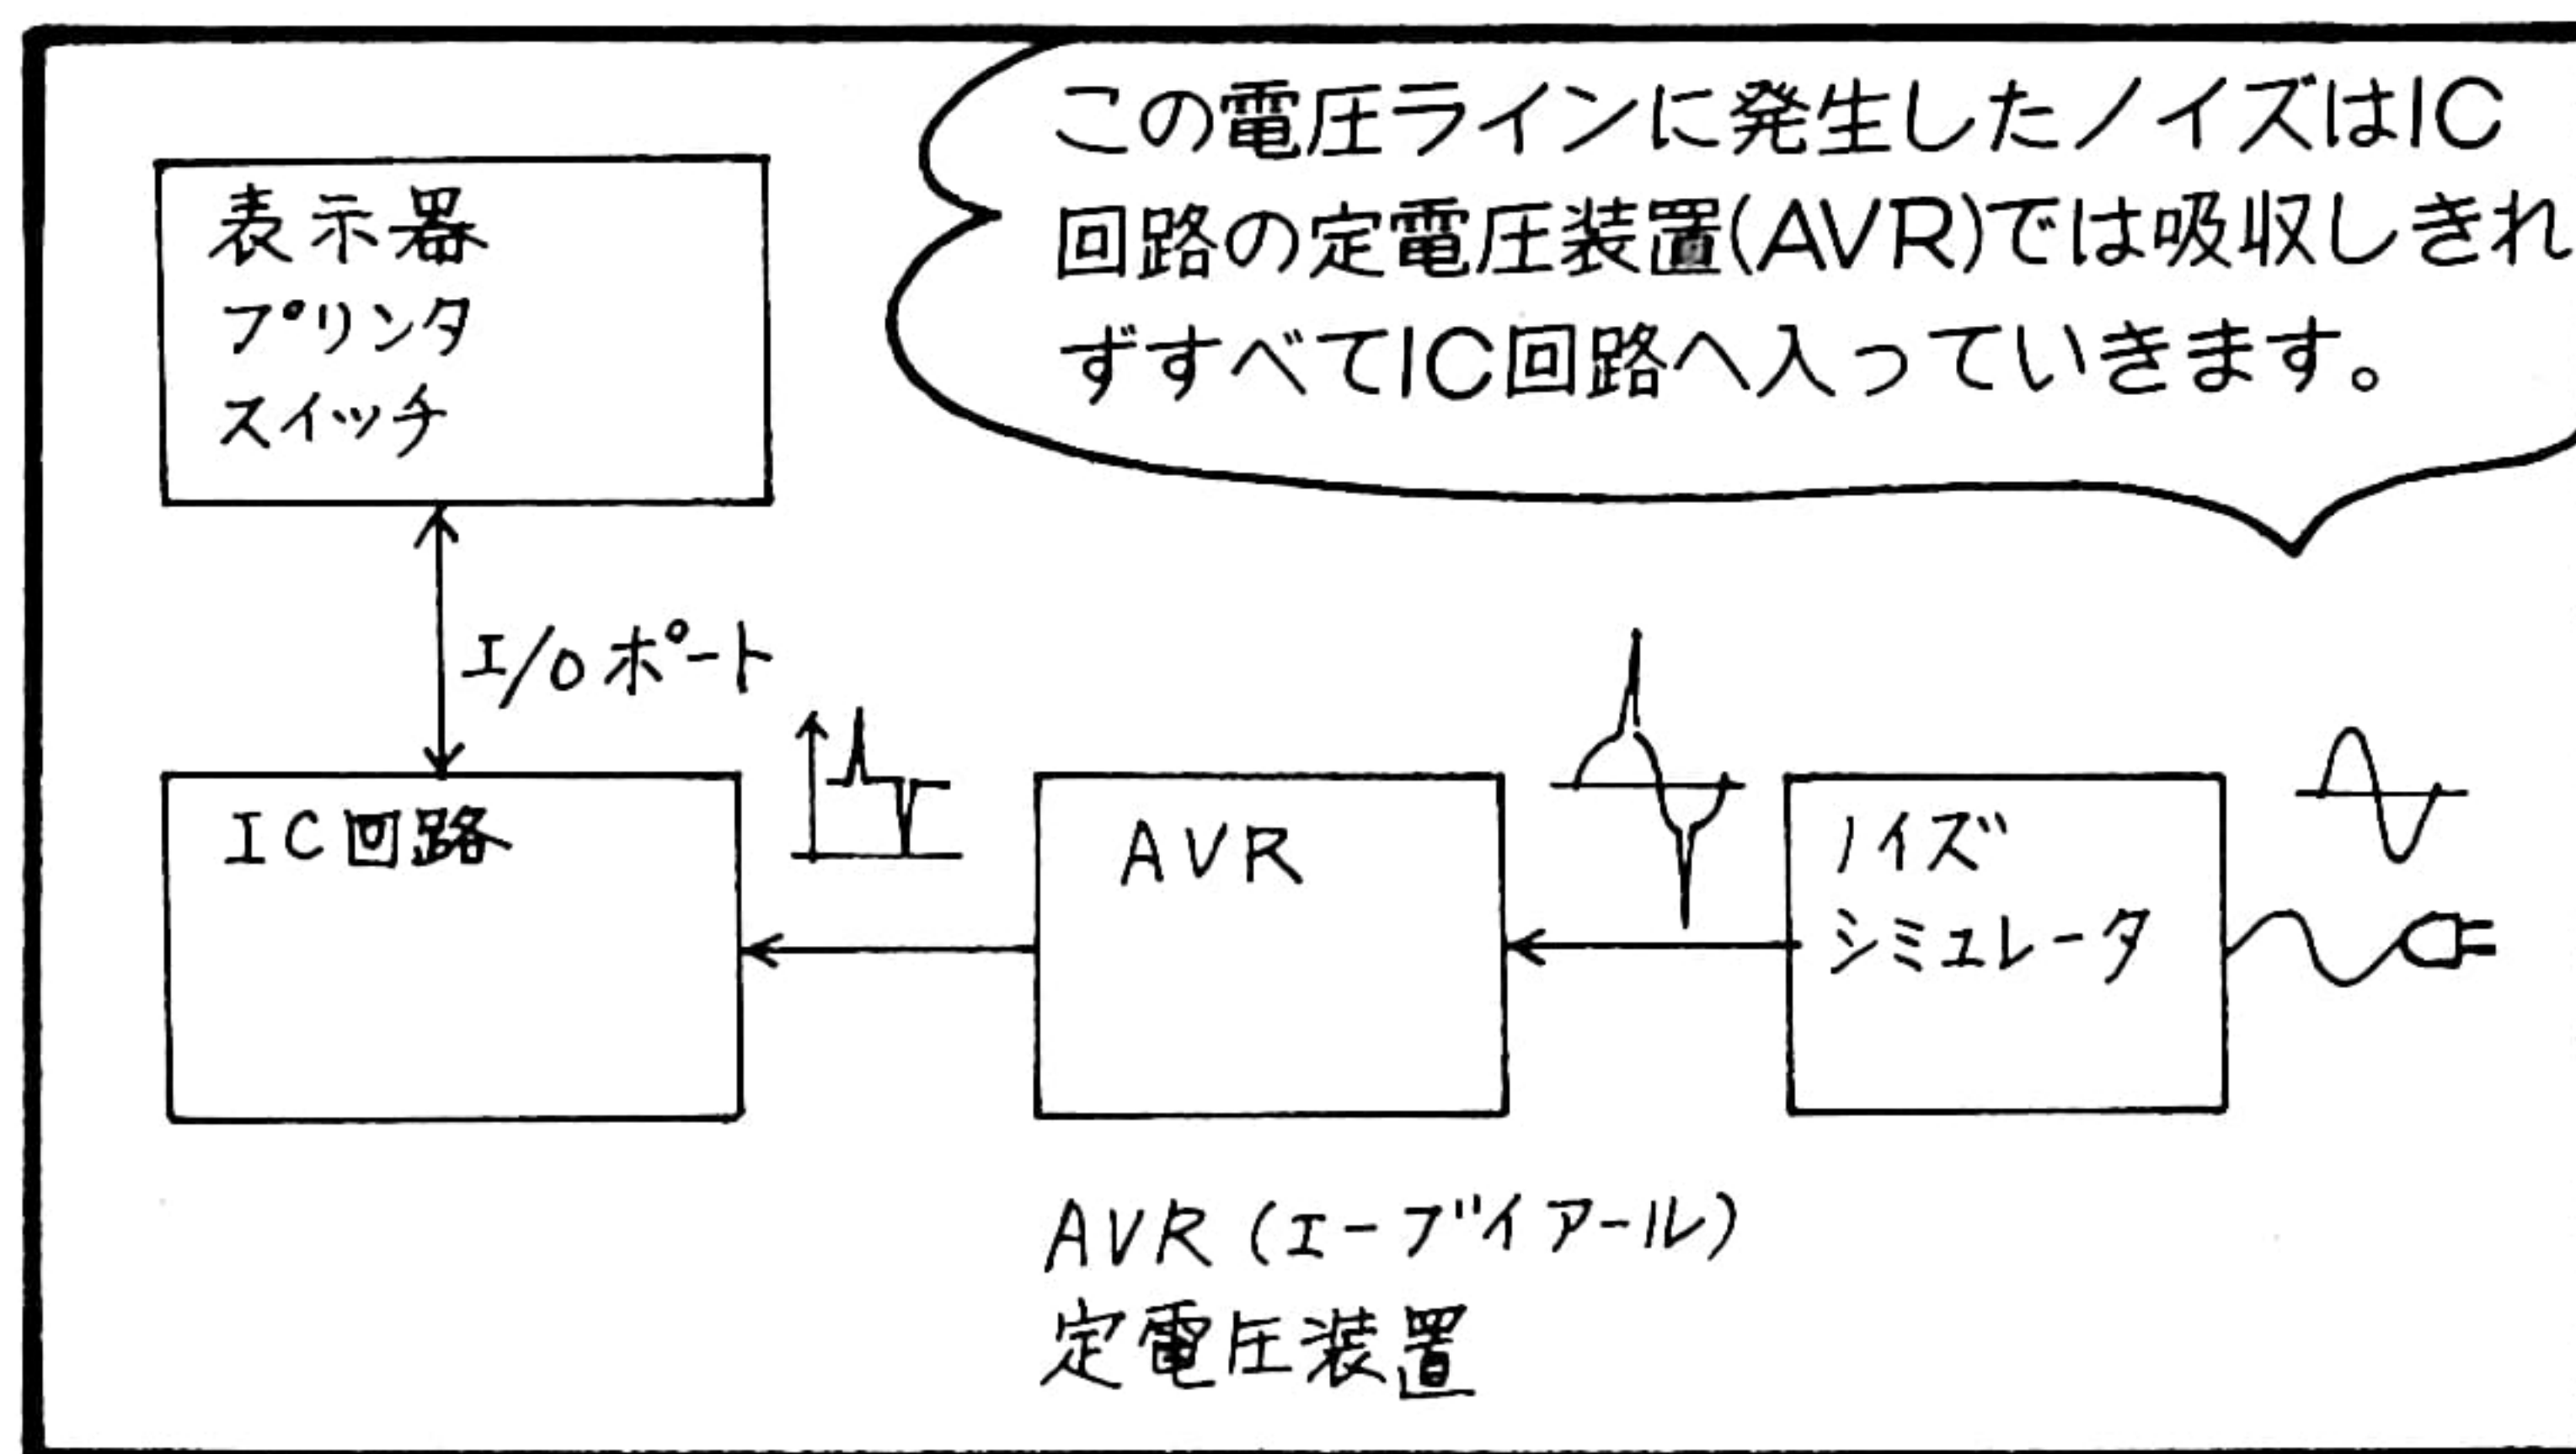 この電圧ラインに発生したノイズはIC
回路の定電圧装置(AVR)では吸収しきれ
ずすべてIC回路へ入っていきます。
表示器
プリンタ
スイッチ
I/Oポート
IC回路
AVR
ノイズ
シミュレータ
AVR(エーブイアール)
定電圧装置